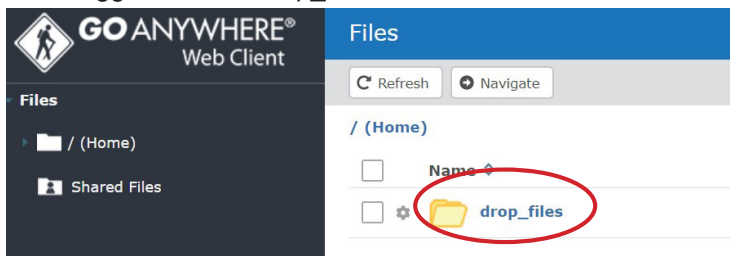 GO ANYWHERE®
Web Client
Files
/ (Home)
Shared Files
Files
Refresh
Navigate
/ (Home)
Name
drop_files